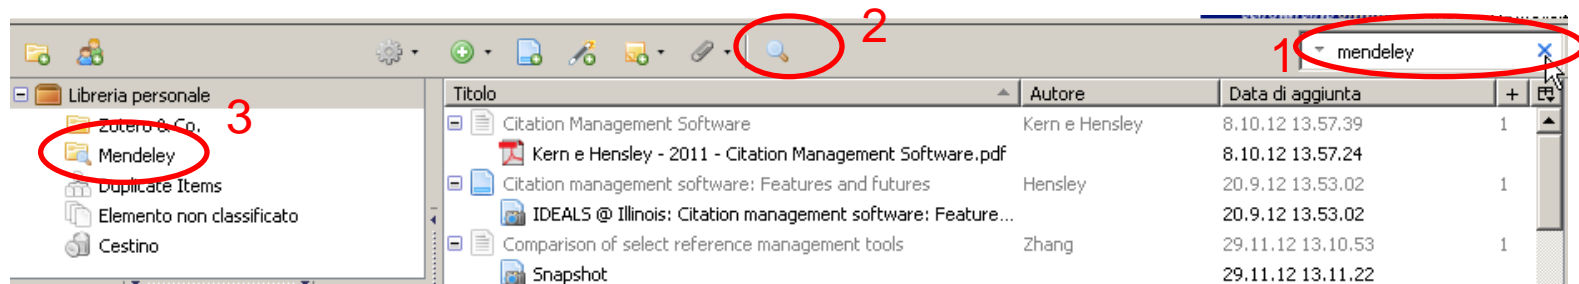 2
1
mendeley
Libreria personale
Titolo Autore Data di aggiunta +
Zotero & Co. 3
Citation Management Software Kern e Hensley 8.10.12 13.57.39 1
Mendeley
Kern e Hensley - 2011 - Citation Management Software.pdf 8.10.12 13.57.24
Duplicate Items
Citation management software: Features and futures Hensley 20.9.12 13.53.02 1
Elemento non classificato
IDEALS @ Illinois: Citation management software: Feature... 20.9.12 13.53.02
Cestino
Comparison of select reference management tools Zhang 29.11.12 13.10.53 1
Snapshot 29.11.12 13.11.22